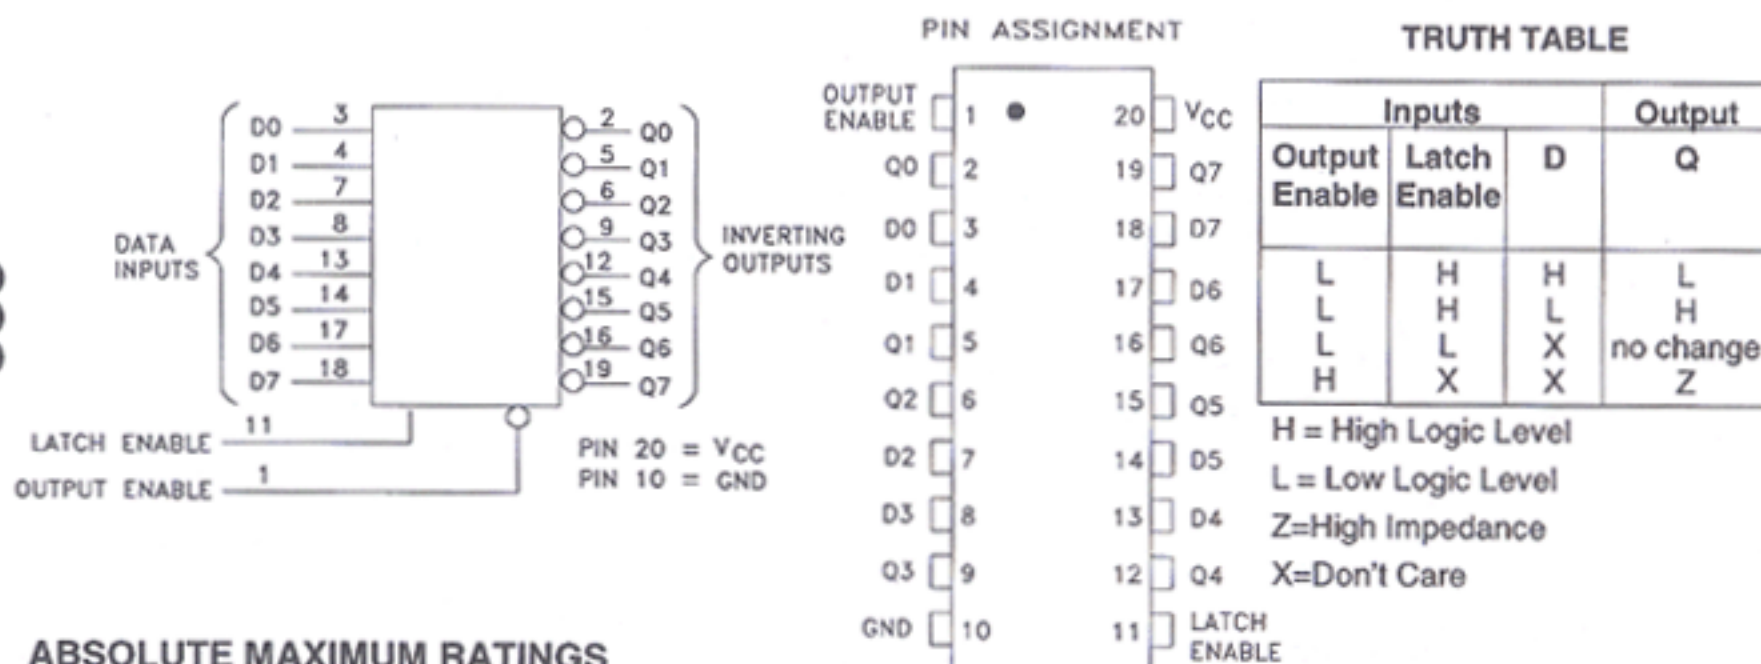 PIN ASSIGNMENT
TRUTH TABLE
D0 3
D1 4
D2 7
D3 8
D4 13
D5 14
D6 17
D7 18
DATA
INPUTS
2 Q0
5 Q1
6 Q2
9 Q3
12 Q4
15 Q5
16 Q6
19 Q7
INVERTING
OUTPUTS
LATCH ENABLE 11
OUTPUT ENABLE 1
PIN 20 = VCC
PIN 10 = GND
OUTPUT
ENABLE 1 20 VCC
Q0 2 19 Q7
D0 3 18 D7
D1 4 17 D6
Q1 5 16 Q6
Q2 6 15 Q5
D2 7 14 D5
D3 8 13 D4
Q3 9 12 Q4
GND 10 11 LATCH
ENABLE
Inputs Output
Output Latch D Q
Enable Enable
L H H L
L H L H
L L X no change
H X X Z
H = High Logic Level
L = Low Logic Level
Z=High Impedance
X=Don't Care
ABSOLUTE MAXIMUM RATINGS